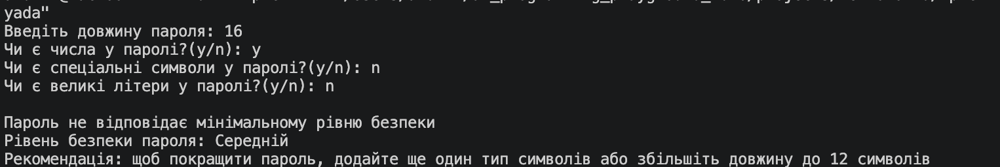 yada"
Введіть довжину пароля: 16
Чи є числа у паролі?(y/n): y
Чи є спеціальні символи у паролі?(y/n): n
Чи є великі літери у паролі?(y/n): n
Пароль не відповідає мінімальному рівню безпеки
Рівень безпеки пароля: Середній
Рекомендація: щоб покращити пароль, додайте ще один тип символів або збільшіть довжину до 12 символів